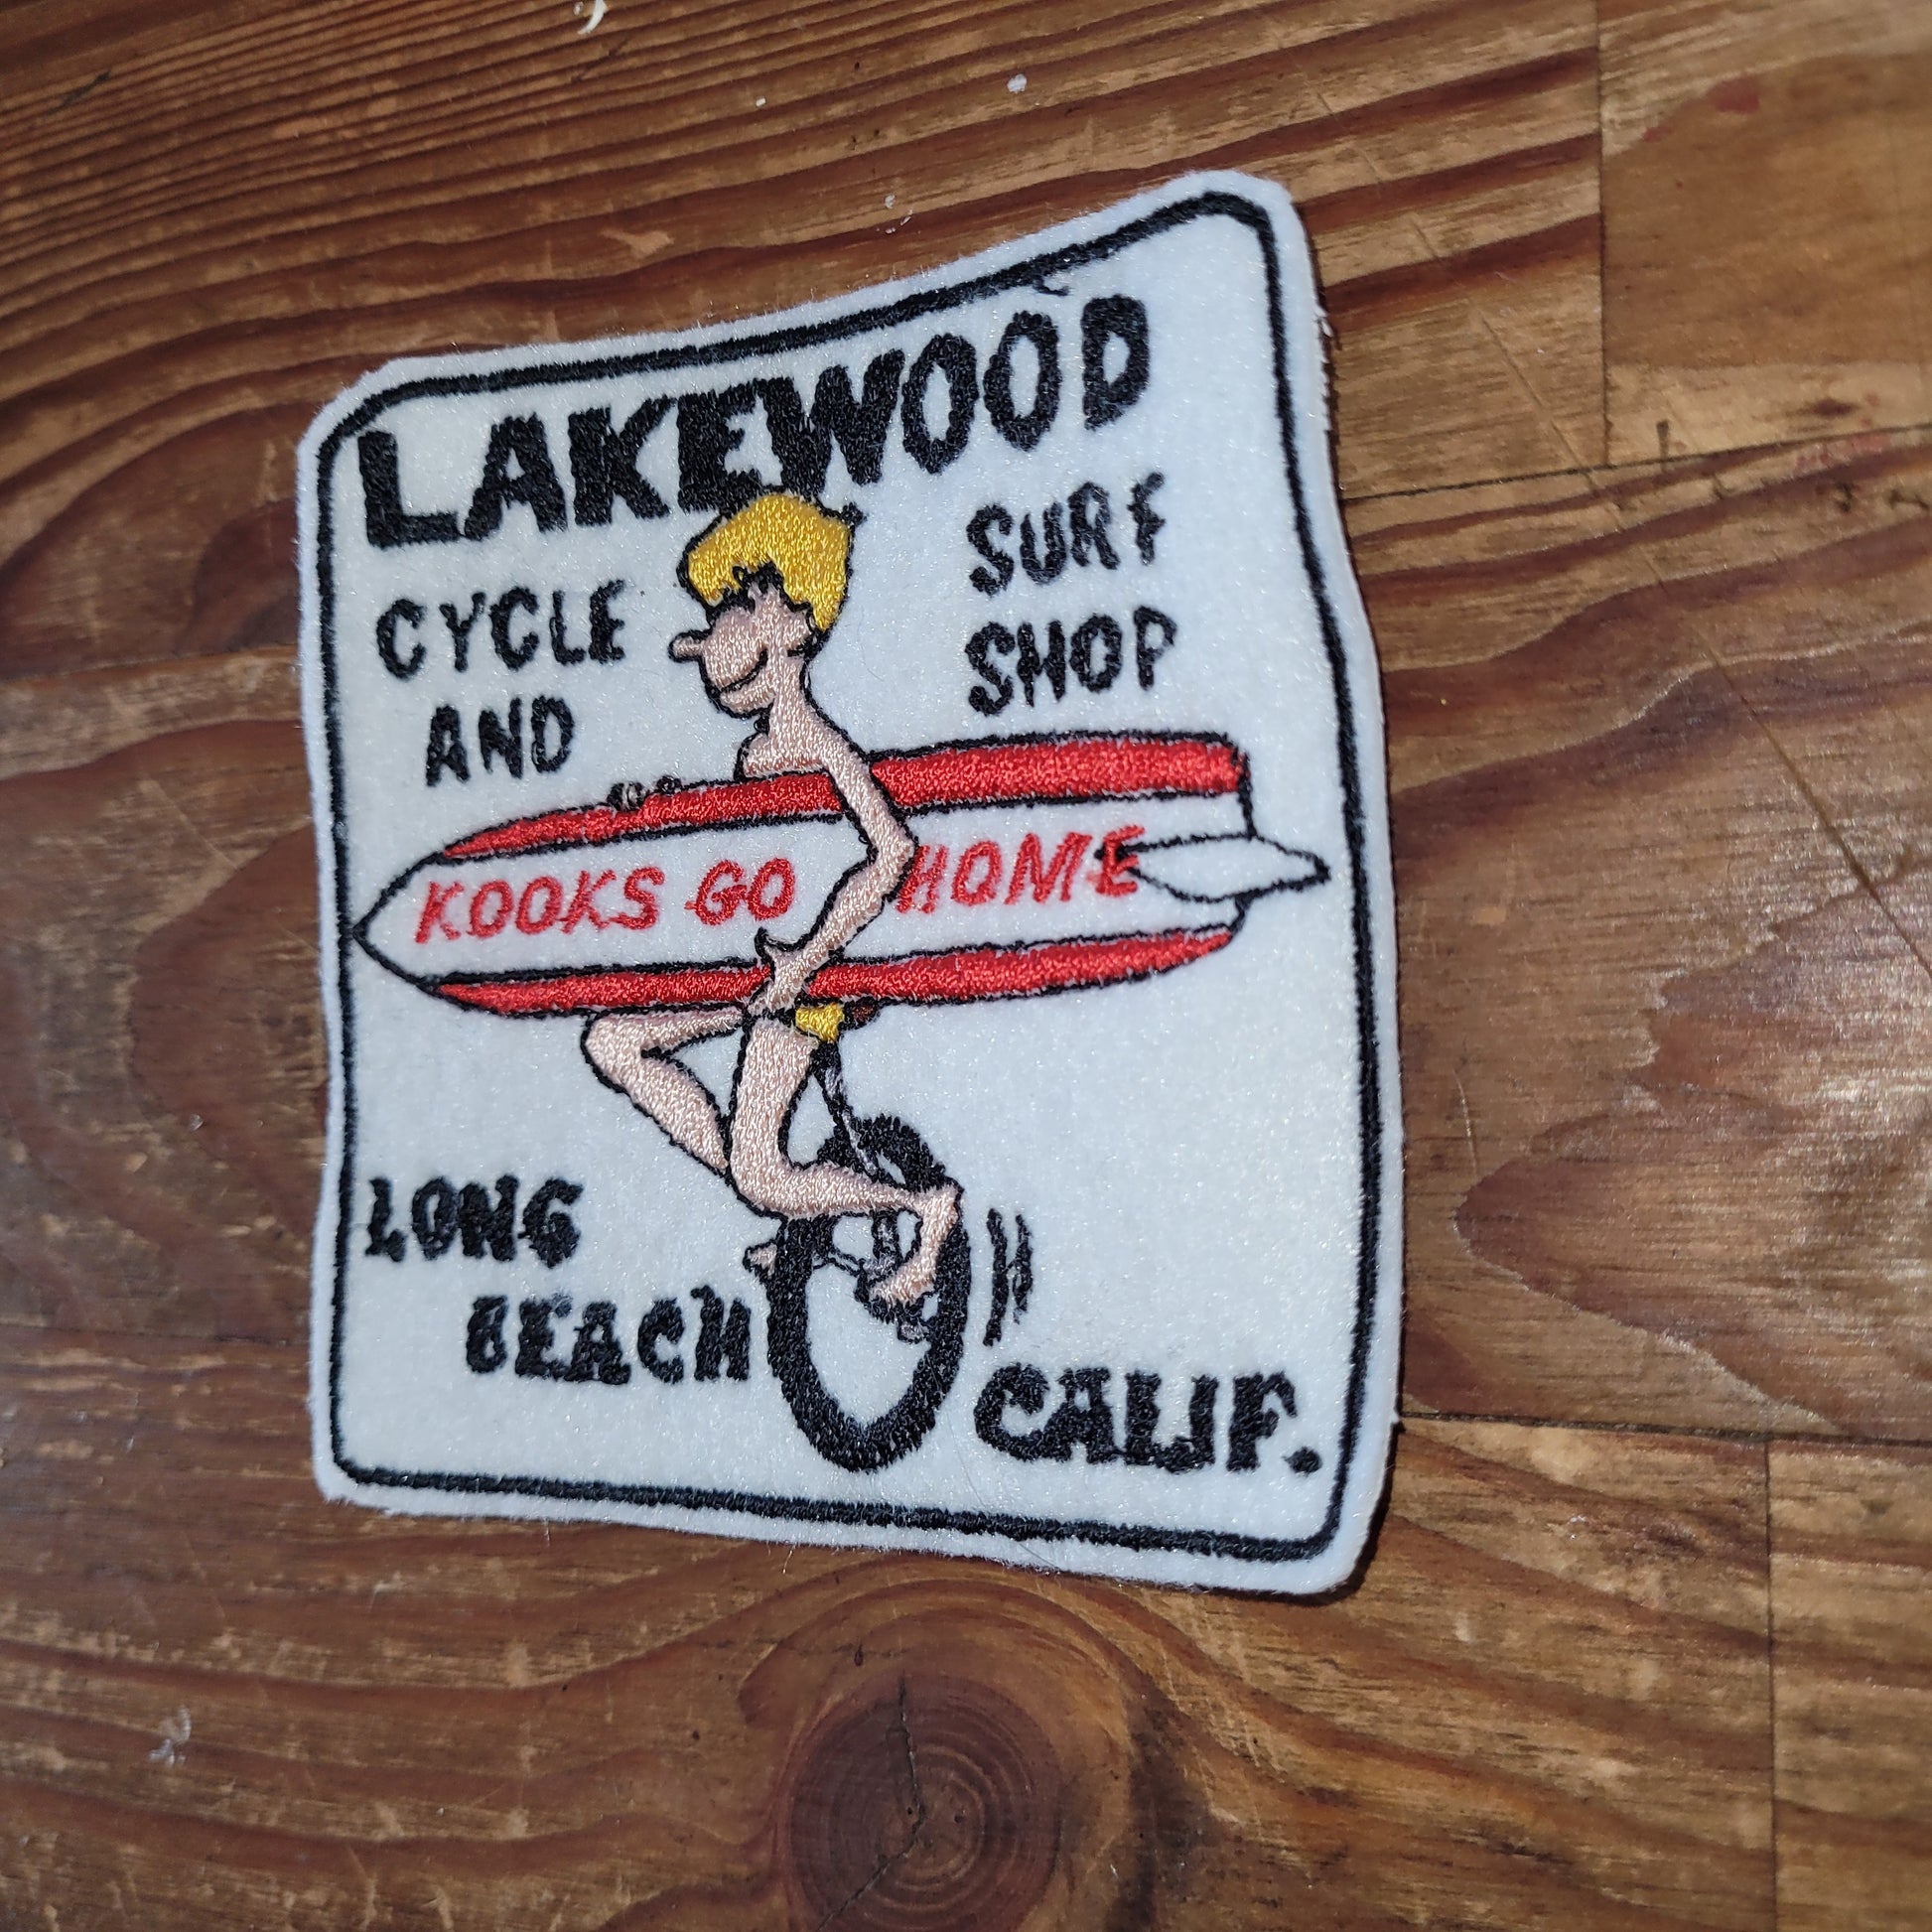 LAKEWOOD
CYCLE
AND
SURF
SHOP
KOOKS GO HOME
LONG
BEACH
CALIF.